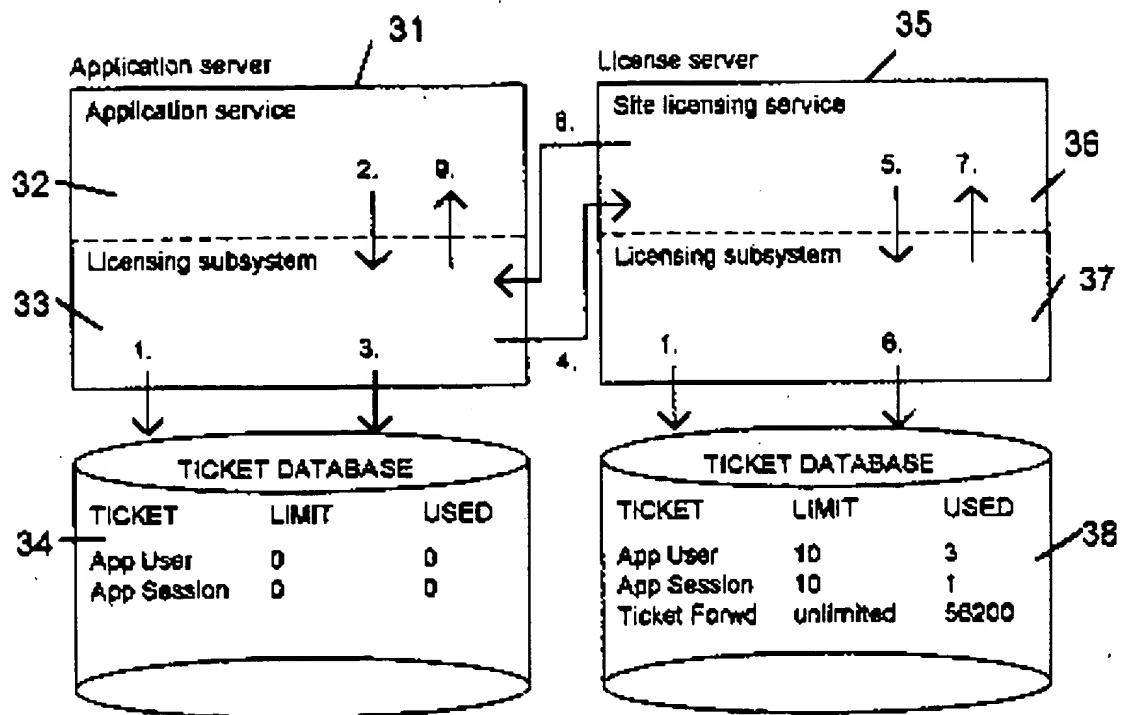 31
35
Application server
License server
Application service
Site licensing service
8.
36
32
2.
9.
5.
7.
Licensing subsystem
Licensing subsystem
37
33
1.
3.
4.
1.
6.
TICKET DATABASE
TICKET DATABASE
TICKET LIMIT USED
TICKET LIMIT USED
34
38
App User 0 0
App User 10 3
App Session 0 0
App Session 10 1
Ticket Forwd unlimited 56200